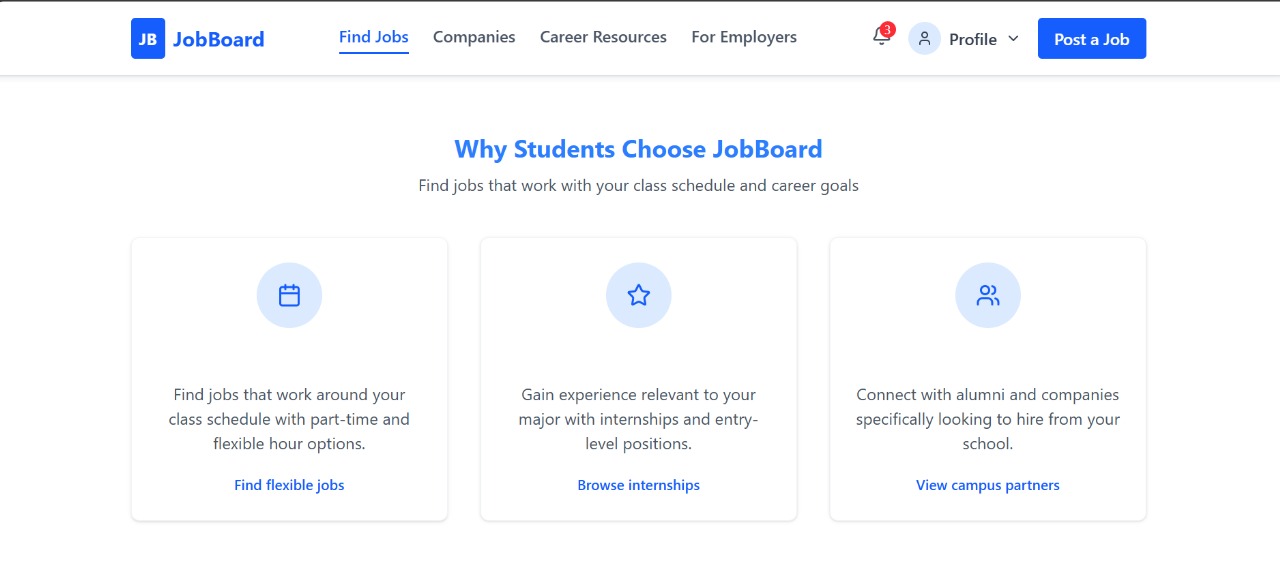 JB JobBoard
Find Jobs
Companies
Career Resources
For Employers
3
Profile
Post a Job
Why Students Choose JobBoard
Find jobs that work with your class schedule and career goals
Find jobs that work around your
class schedule with part-time and
flexible hour options.
Find flexible jobs
Gain experience relevant to your
major with internships and entry-
level positions.
Browse internships
Connect with alumni and companies
specifically looking to hire from your
school.
View campus partners